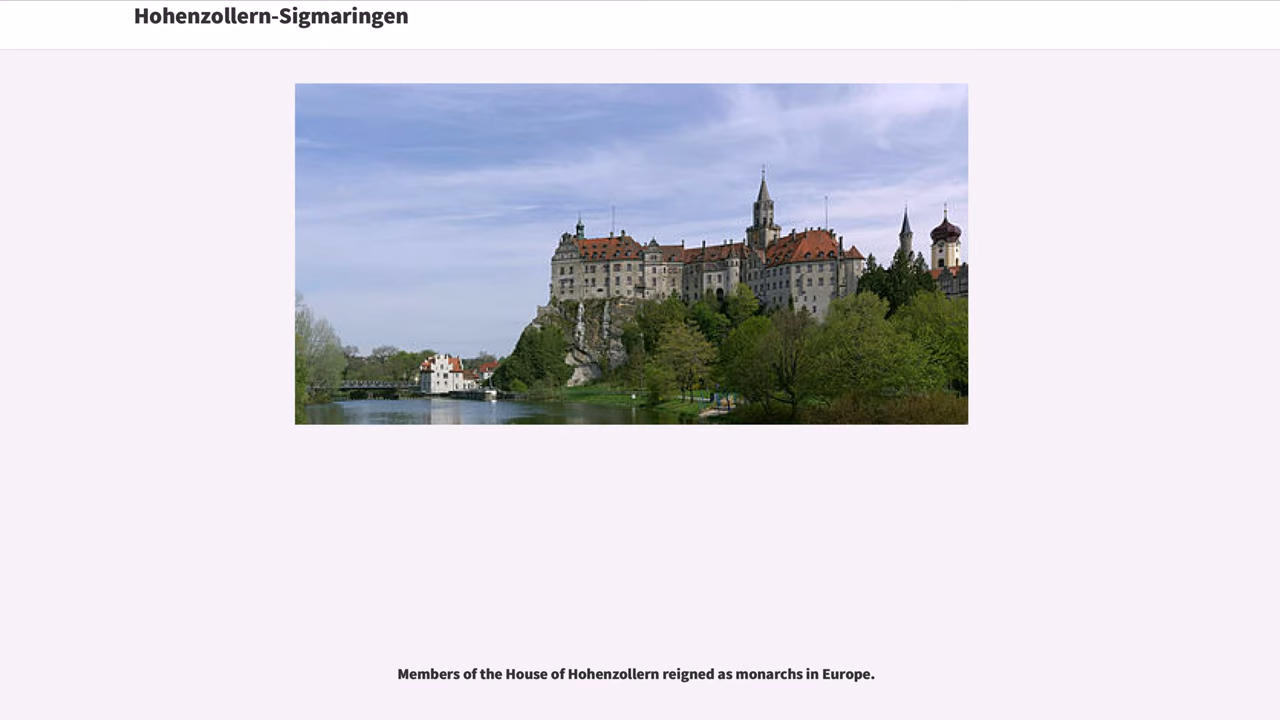 Hohenzollern-Sigmaringen
Members of the House of Hohenzollern reigned as monarchs in Europe.